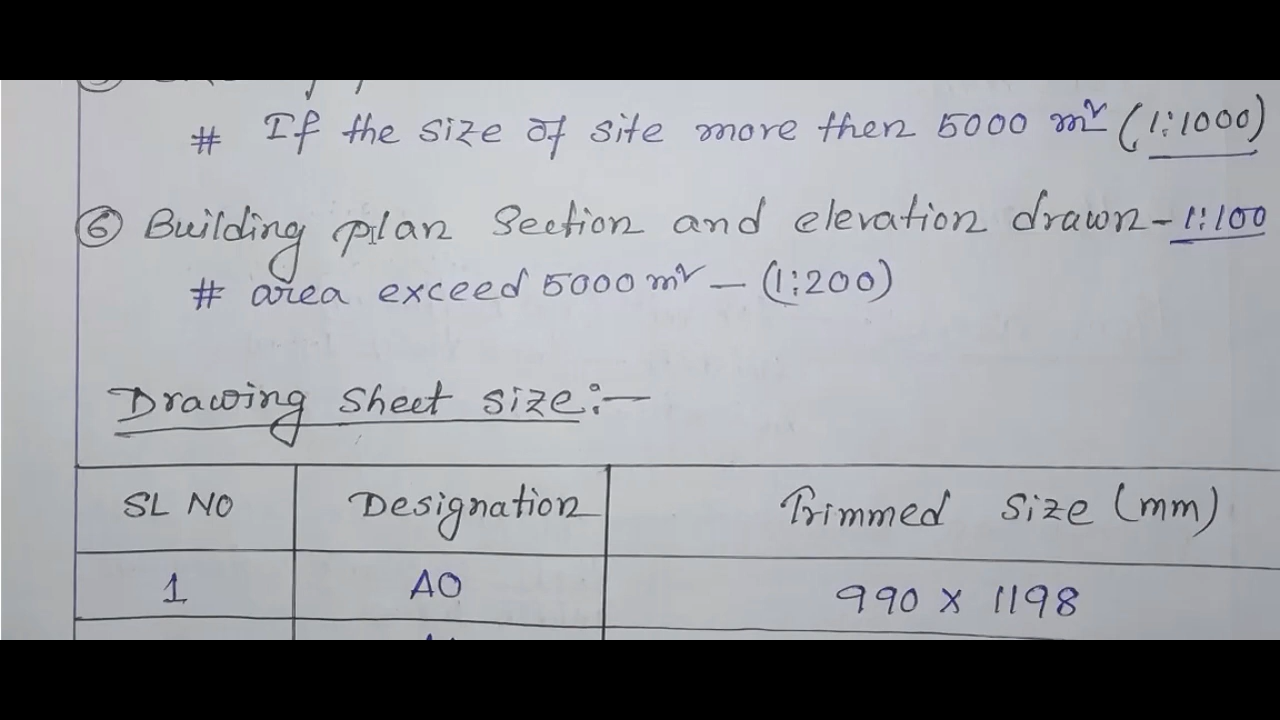 # If the size of site more then 5000 m² (1:1000)
⑥ Building plan Section and elevation drawn - 1:100
# area exceed 5000 m² - (1:200)
Drawing Sheet size:-
SL NO Designation Trimmed Size (mm)
1 A0 990 x 1198